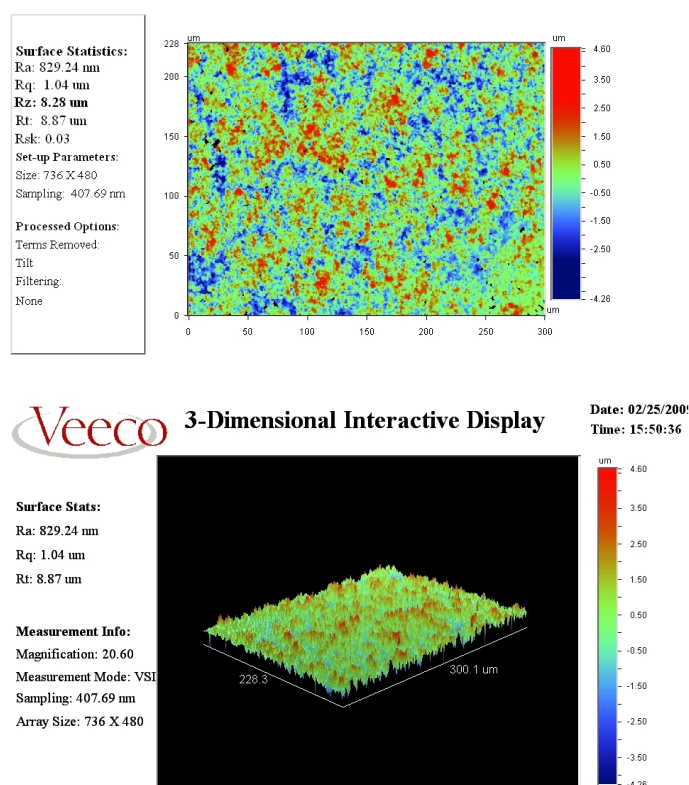 Surface Statistics:
Ra: 829.24 nm
Rq: 1.04 um
Rz: 8.28 um
Rt: 8.87 um
Rsk: 0.03
Set-up Parameters:
Size: 736 X 480
Sampling: 407.69 nm
Processed Options:
Terms Removed:
Tilt
Filtering:
None
um
228
200
150
100
50
0
0 50 100 150 200 250 300
um
um
4.60
3.50
2.50
1.50
0.50
-0.50
-1.50
-2.50
-4.26
Veeco
3-Dimensional Interactive Display
Date: 02/25/200
Time: 15:50:36
Surface Stats:
Ra: 829.24 nm
Rq: 1.04 um
Rt: 8.87 um
Measurement Info:
Magnification: 20.60
Measurement Mode: VSI
Sampling: 407.69 nm
Array Size: 736 X 480
228.3
300.1 um
um
4.60
3.50
2.50
1.50
0.50
-0.50
-1.50
-2.50
-3.50
-4.26